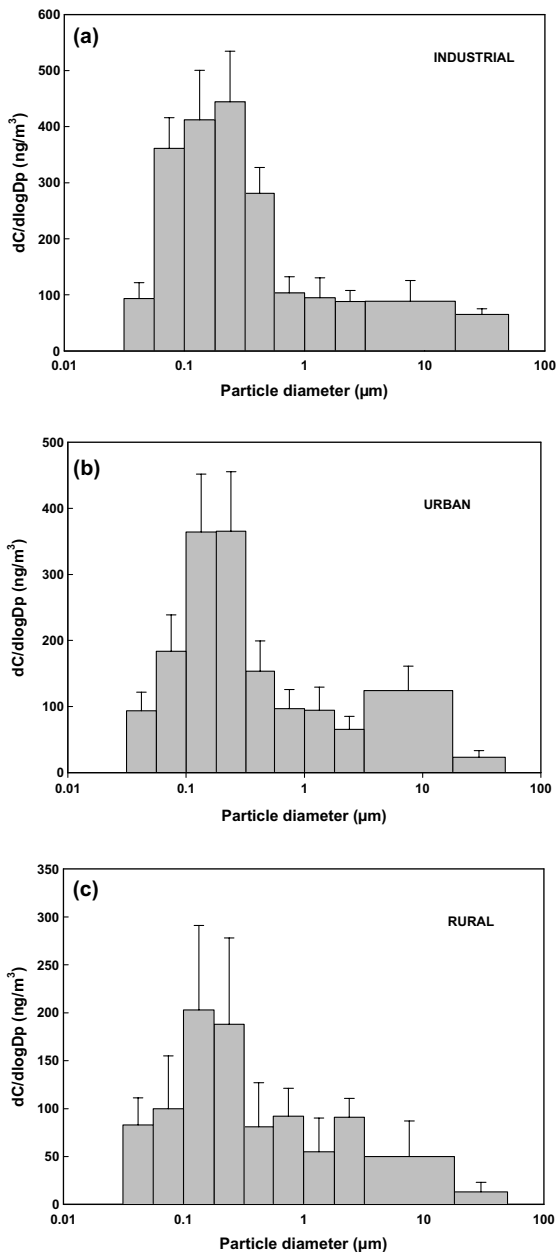 (a)
INDUSTRIAL
dC/dlogDp (ng/m³)
600
500
400
300
200
100
0
0.01 0.1 1 10 100
Particle diameter (µm)
(b)
URBAN
dC/dlogDp (ng/m³)
500
400
300
200
100
0
0.01 0.1 1 10 100
Particle diameter (µm)
(c)
RURAL
dC/dlogDp (ng/m³)
350
300
250
200
150
100
50
0
0.01 0.1 1 10 100
Particle diameter (µm)